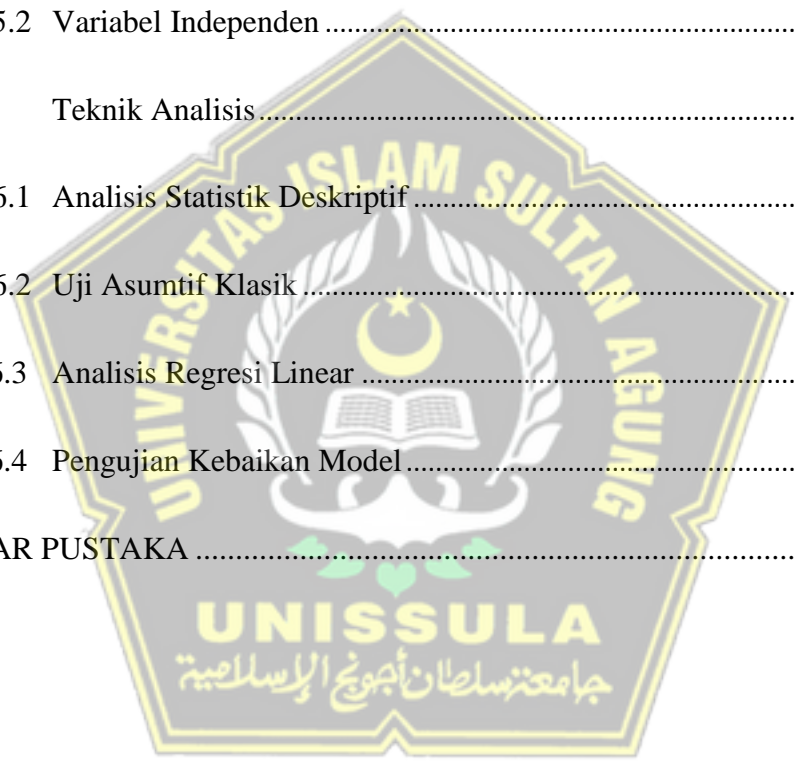 5.2 Variabel Independen ............................................................
Teknik Analisis ....................................................................
6.1 Analisis Statistik Deskriptif ................................................
6.2 Uji Asumtif Klasik ..............................................................
6.3 Analisis Regresi Linear .......................................................
6.4 Pengujian Kebaikan Model ..................................................
AR PUSTAKA ...........................................................................
UNIVERSITAS ISLAM SULTAN AGUNG
UNISSULA
جامعة سلطان أجونج الإسلامية